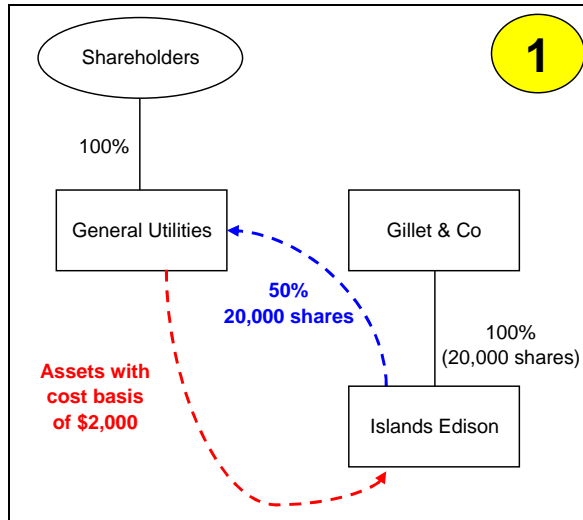 Shareholders
1
100%
General Utilities
Gillet & Co
50%
20,000 shares
100%
(20,000 shares)
Assets with
cost basis
of $2,000
Islands Edison